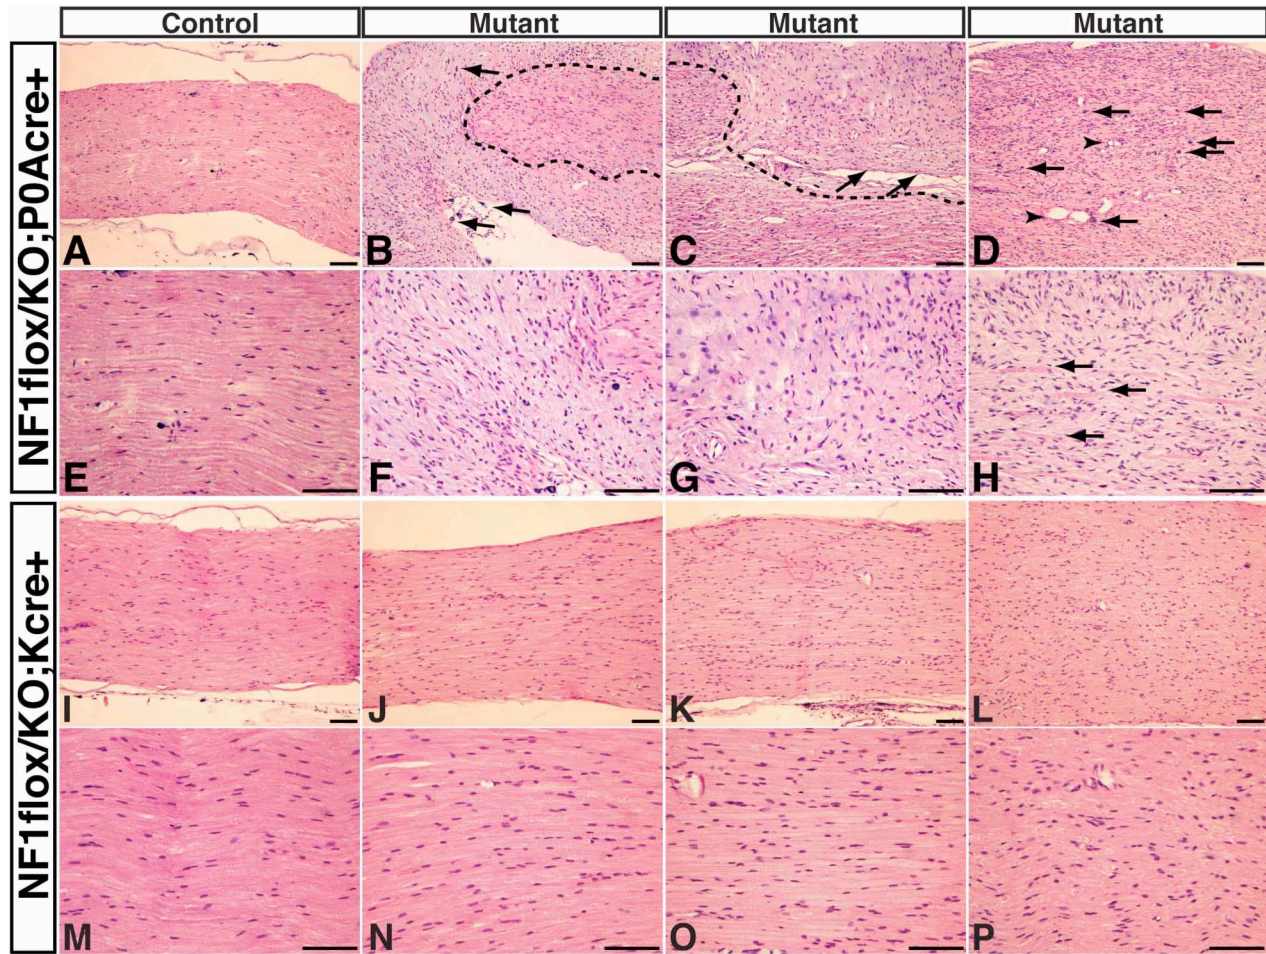 Control Mutant Mutant Mutant
NF1flox/KO;P0Acre+
A B C D
E F G H
NF1flox/KO;Kcre+
I J K L
M N O P